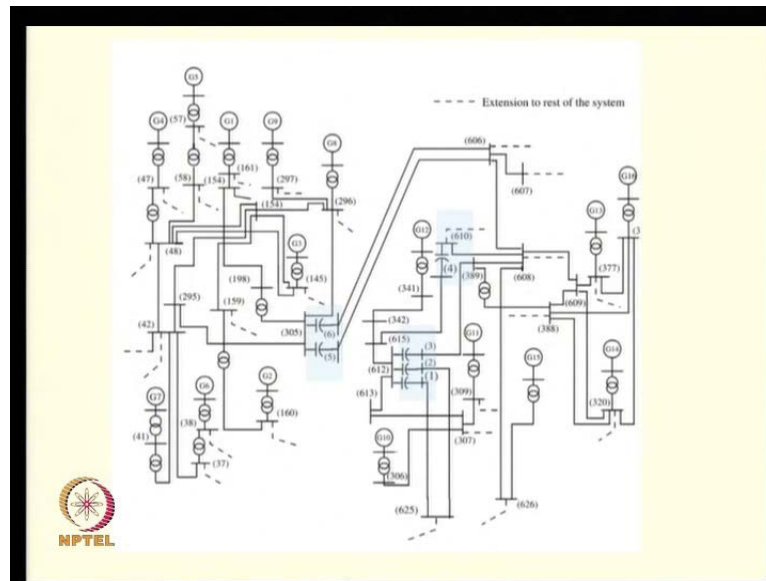 G5
G4
(57)
G1
G9
Extension to rest of the system
G8
(606)
(161)
(47)
(58)
(154)
(297)
(607)
G16
(154)
(296)
G12
(610)
G13
(3
(48)
G3
(4)
(389)
(608)
(377)
(198)
(145)
(341)
(295)
(159)
(609)
(342)
(388)
(42)
(305)
(6)
(615)
G11
(5)
(3)
G15
G14
(612)
(2)
(1)
G7
G6
G2
(613)
(309)
(320)
(41)
(38)
(160)
G10
(307)
(37)
(306)
(625)
(626)
NPTEL